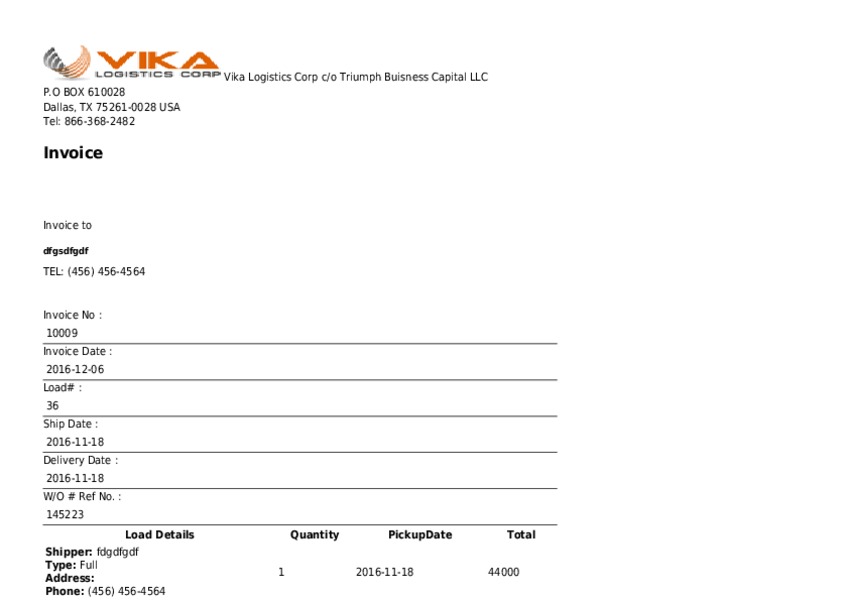 VIKA
LOGISTICS CORP Vika Logistics Corp c/o Triumph Buisness Capital LLC
P.O BOX 610028
Dallas, TX 75261-0028 USA
Tel: 866-368-2482
Invoice
Invoice to
dfgsdfgdf
TEL: (456) 456-4564
Invoice No :
10009
Invoice Date :
2016-12-06
Load# :
36
Ship Date :
2016-11-18
Delivery Date :
2016-11-18
W/O # Ref No. :
145223
Load Details Quantity PickupDate Total
Shipper: fdgdfgdf
Type: Full
Address:
1 2016-11-18 44000
Phone: (456) 456-4564